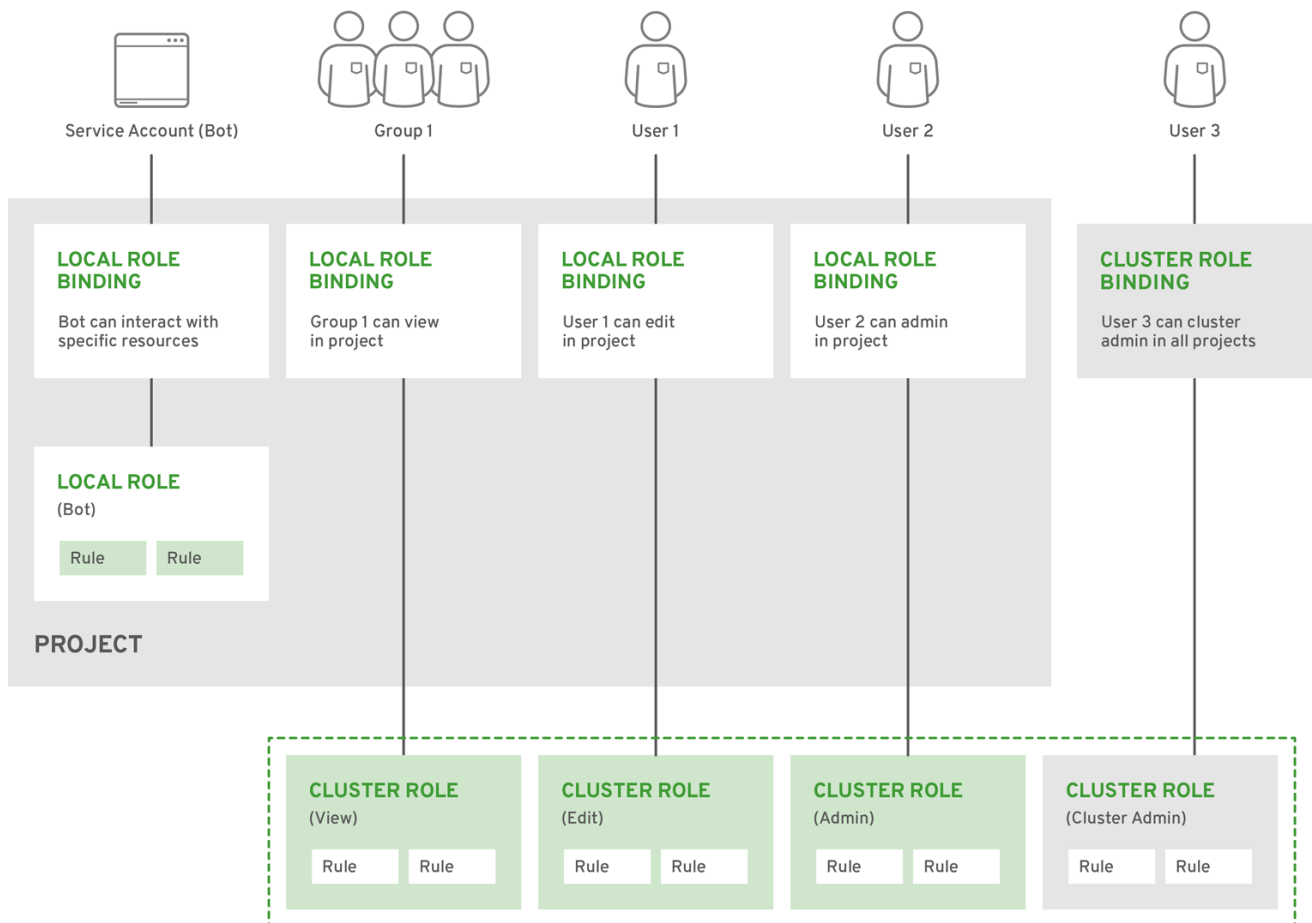 Service Account (Bot)
Group 1
User 1
User 2
User 3
LOCAL ROLE
BINDING
Bot can interact with
specific resources
LOCAL ROLE
BINDING
Group 1 can view
in project
LOCAL ROLE
BINDING
User 1 can edit
in project
LOCAL ROLE
BINDING
User 2 can admin
in project
CLUSTER ROLE
BINDING
User 3 can cluster
admin in all projects
LOCAL ROLE
(Bot)
Rule
Rule
PROJECT
CLUSTER ROLE
(View)
Rule
Rule
CLUSTER ROLE
(Edit)
Rule
Rule
CLUSTER ROLE
(Admin)
Rule
Rule
CLUSTER ROLE
(Cluster Admin)
Rule
Rule